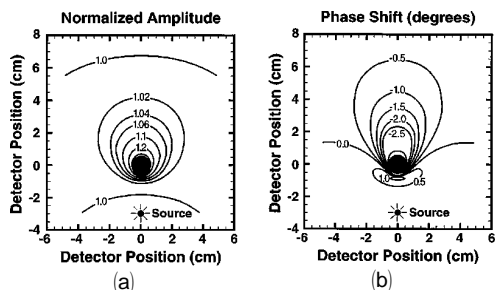 Normalized Amplitude
8
6
4
2
0
-2
-4
-6 -4 -2 0 2 4 6
Detector Position (cm)
Detector Position (cm)
1.0
1.02
1.04
1.06
1.1
1.2
1.0
Source
(a)
Phase Shift (degrees)
8
6
4
2
0
-2
-4
-6 -4 -2 0 2 4 6
Detector Position (cm)
Detector Position (cm)
-0.5
-1.0
-1.5
-2.0
-2.5
-0.0
1.0
0.5
Source
(b)